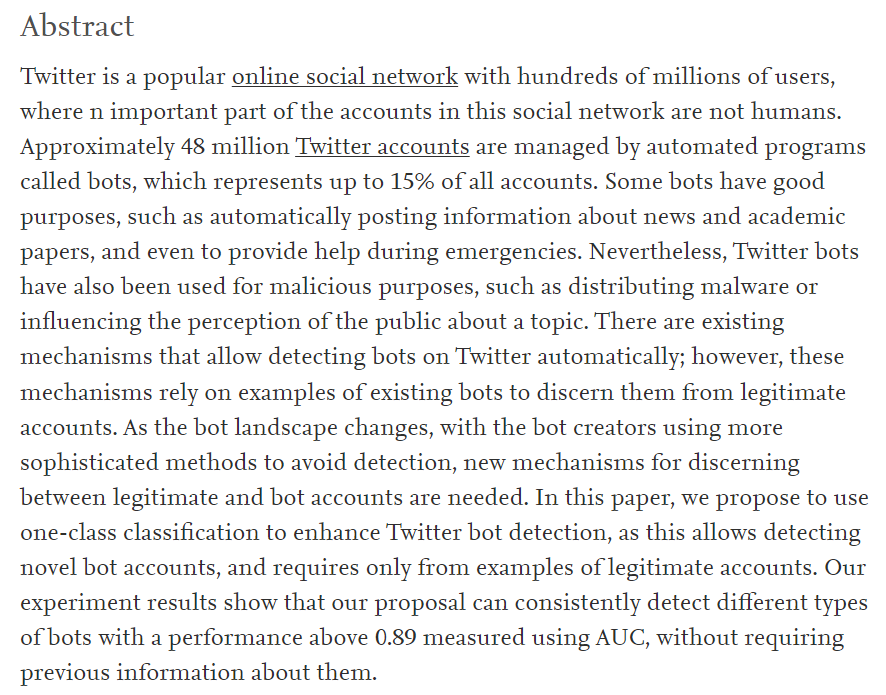 Abstract
Twitter is a popular online social network with hundreds of millions of users,
where n important part of the accounts in this social network are not humans.
Approximately 48 million Twitter accounts are managed by automated programs
called bots, which represents up to 15% of all accounts. Some bots have good
purposes, such as automatically posting information about news and academic
papers, and even to provide help during emergencies. Nevertheless, Twitter bots
have also been used for malicious purposes, such as distributing malware or
influencing the perception of the public about a topic. There are existing
mechanisms that allow detecting bots on Twitter automatically; however, these
mechanisms rely on examples of existing bots to discern them from legitimate
accounts. As the bot landscape changes, with the bot creators using more
sophisticated methods to avoid detection, new mechanisms for discerning
between legitimate and bot accounts are needed. In this paper, we propose to use
one-class classification to enhance Twitter bot detection, as this allows detecting
novel bot accounts, and requires only from examples of legitimate accounts. Our
experiment results show that our proposal can consistently detect different types
of bots with a performance above 0.89 measured using AUC, without requiring
previous information about them.